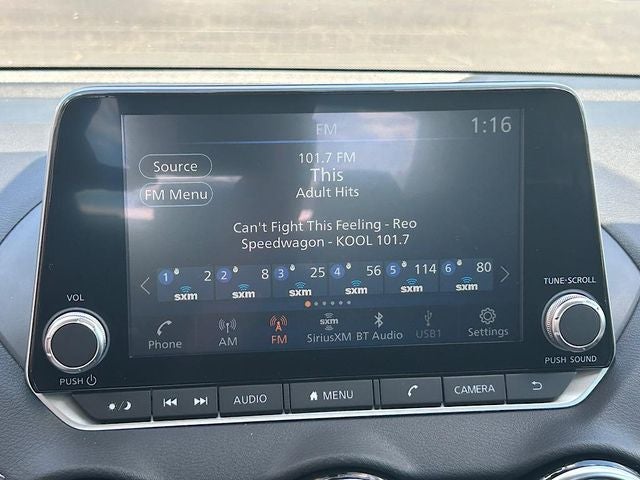 FM
1:16
101.7 FM
This
Adult Hits
Source
FM Menu
Can't Fight This Feeling - Reo
Speedwagon - KOOL 101.7
1 2 2 8 3 25 4 56 5 114 6 80
sxm sxm sxm sxm sxm sxm
Phone AM FM sxm SiriusXM BT Audio USB1 Settings
VOL
PUSH
TUNE·SCROLL
PUSH SOUND
AUDIO MENU CAMERA